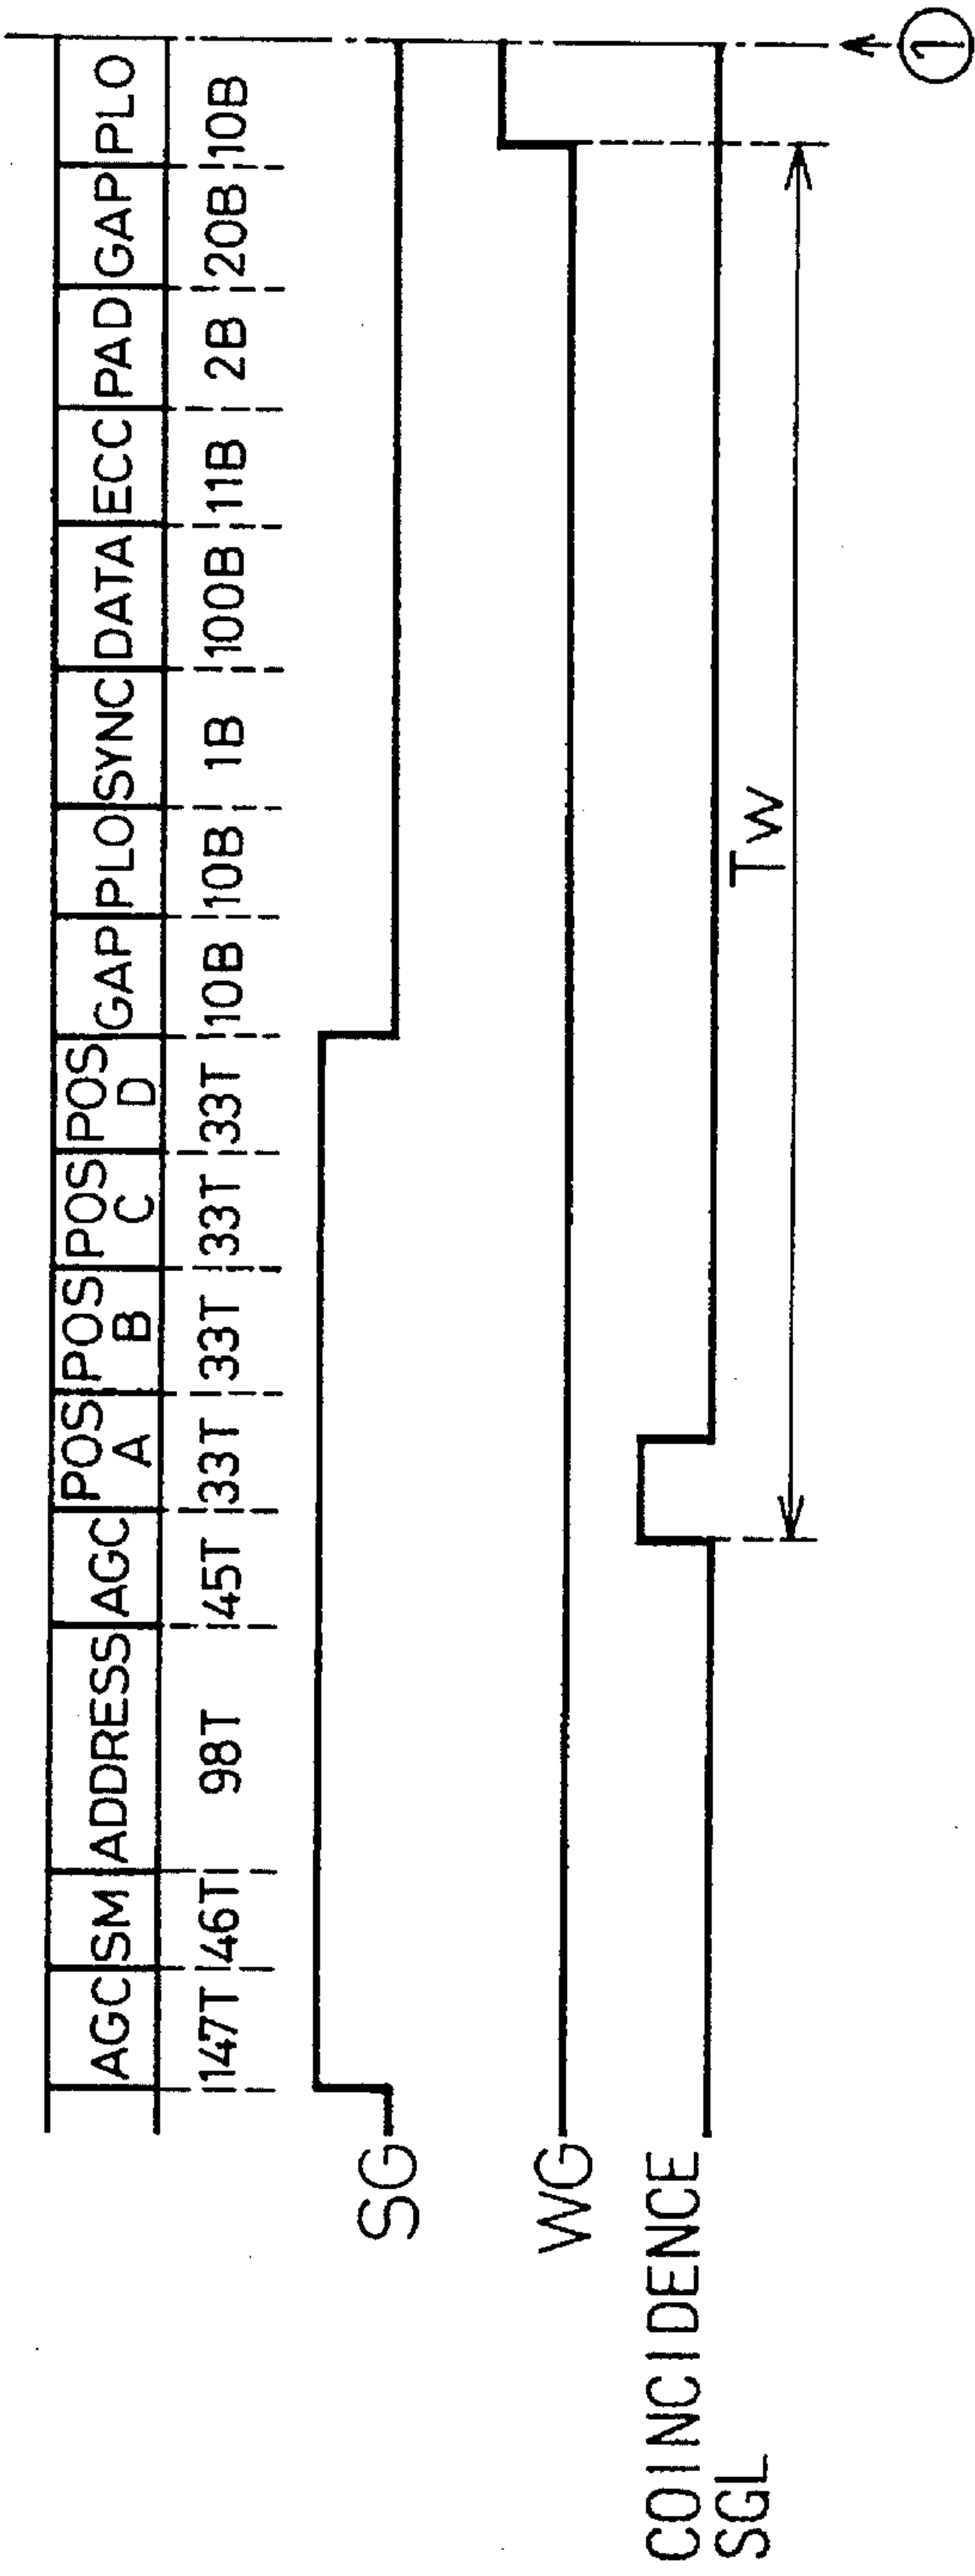 AGC SM ADDRESS AGC POS A POS B POS C POS D GAP PLO SYNC DATA ECC PAD GAP PLO
147T 46T 98T 45T 33T 33T 33T 33T 10B 10B 1B 100B 11B 2B 20B 10B
SG
WG
COINCIDENCE
SGL
Tw
1